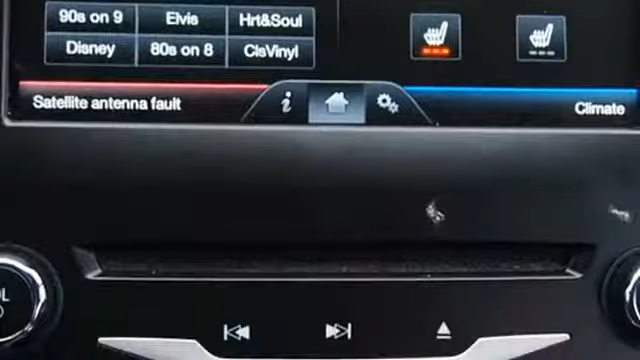 90s on 9 Elvis Hrt&Soul
Disney 80s on 8 ClsVinyl
Satellite antenna fault i Climate